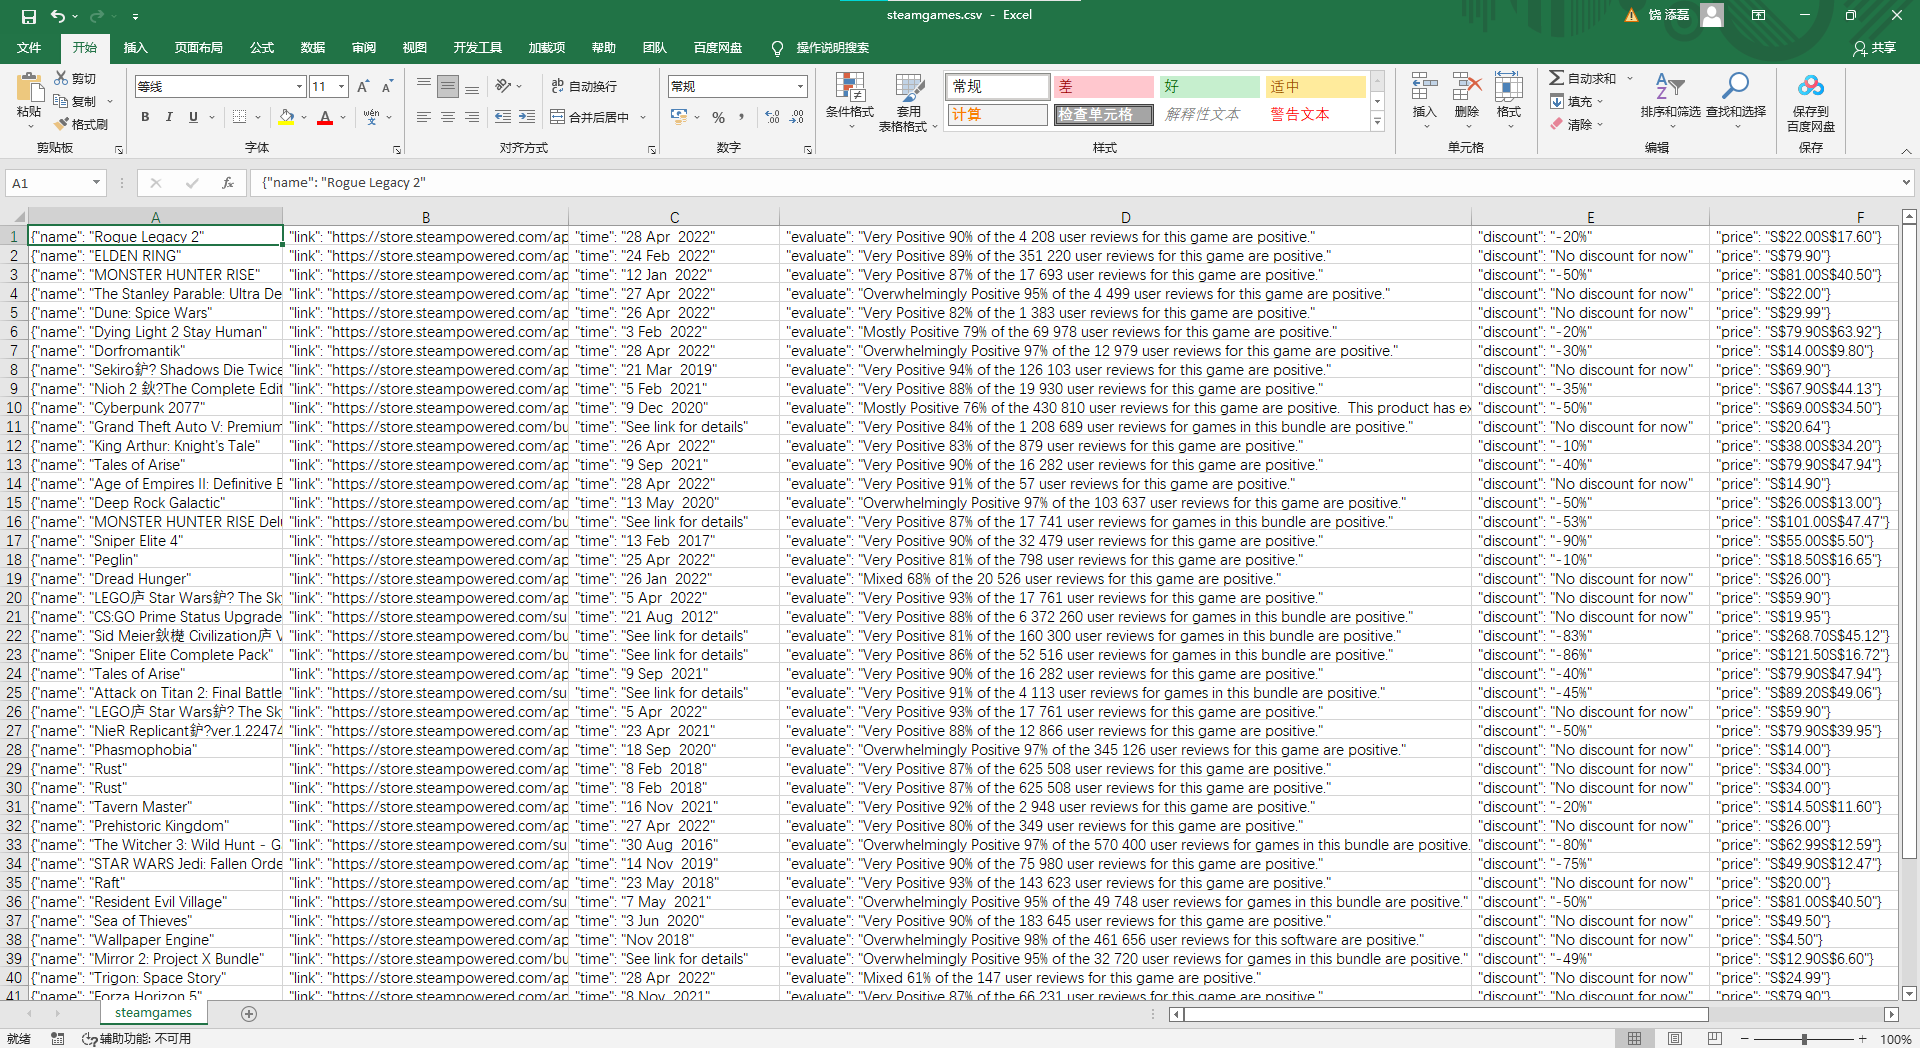 steamgames.csv - Excel
饶 添磊
文件 开始 插入 页面布局 公式 数据 审阅 视图 开发工具 加载项 帮助 团队 百度网盘 操作说明搜索 共享
粘贴 剪切 复制 格式刷 剪贴板
等线 11 B I U A wén 字体
自动换行 合并后居中 对齐方式
常规 % 数字
条件格式 套用表格格式 常规 差 好 适中 计算 检查单元格 解释性文本 警告文本 样式
插入 删除 格式 单元格
Σ 自动求和 填充 清除 排序和筛选 查找和选择 编辑
保存到百度网盘 保存
A1 fx {"name": "Rogue Legacy 2"
A B C D E F
1 {"name": "Rogue Legacy 2" "link": "https://store.steampowered.com/ap "time": "28 Apr 2022" "evaluate": "Very Positive 90% of the 4 208 user reviews for this game are positive." "discount": "-20%" "price": "S$22.00S$17.60"}
2 {"name": "ELDEN RING" "link": "https://store.steampowered.com/ap "time": "24 Feb 2022" "evaluate": "Very Positive 89% of the 351 220 user reviews for this game are positive." "discount": "No discount for now" "price": "S$79.90"}
3 {"name": "MONSTER HUNTER RISE" "link": "https://store.steampowered.com/ap "time": "12 Jan 2022" "evaluate": "Very Positive 87% of the 17 693 user reviews for this game are positive." "discount": "-50%" "price": "S$81.00S$40.50"}
4 {"name": "The Stanley Parable: Ultra De "link": "https://store.steampowered.com/ap "time": "27 Apr 2022" "evaluate": "Overwhelmingly Positive 95% of the 4 499 user reviews for this game are positive." "discount": "No discount for now" "price": "S$22.00"}
5 {"name": "Dune: Spice Wars" "link": "https://store.steampowered.com/ap "time": "26 Apr 2022" "evaluate": "Very Positive 82% of the 1 383 user reviews for this game are positive." "discount": "No discount for now" "price": "S$29.99"}
6 {"name": "Dying Light 2 Stay Human" "link": "https://store.steampowered.com/ap "time": "3 Feb 2022" "evaluate": "Mostly Positive 79% of the 69 978 user reviews for this game are positive." "discount": "-20%" "price": "S$79.90S$63.92"}
7 {"name": "Dorfromantik" "link": "https://store.steampowered.com/ap "time": "28 Apr 2022" "evaluate": "Overwhelmingly Positive 97% of the 12 979 user reviews for this game are positive." "discount": "-30%" "price": "S$14.00S$9.80"}
8 {"name": "Sekiro鈩? Shadows Die Twice "link": "https://store.steampowered.com/ap "time": "21 Mar 2019" "evaluate": "Very Positive 94% of the 126 103 user reviews for this game are positive." "discount": "No discount for now" "price": "S$69.90"}
9 {"name": "Nioh 2 鈥?The Complete Edit "link": "https://store.steampowered.com/ap "time": "5 Feb 2021" "evaluate": "Very Positive 88% of the 19 930 user reviews for this game are positive." "discount": "-35%" "price": "S$67.90S$44.13"}
10 {"name": "Cyberpunk 2077" "link": "https://store.steampowered.com/ap "time": "9 Dec 2020" "evaluate": "Mostly Positive 76% of the 430 810 user reviews for this game are positive. This product has ex "discount": "-50%" "price": "S$69.00S$34.50"}
11 {"name": "Grand Theft Auto V: Premium "link": "https://store.steampowered.com/bu "time": "See link for details" "evaluate": "Very Positive 84% of the 1 208 689 user reviews for games in this bundle are positive." "discount": "No discount for now" "price": "S$20.64"}
12 {"name": "King Arthur: Knight's Tale" "link": "https://store.steampowered.com/ap "time": "26 Apr 2022" "evaluate": "Very Positive 83% of the 879 user reviews for this game are positive." "discount": "-10%" "price": "S$38.00S$34.20"}
13 {"name": "Tales of Arise" "link": "https://store.steampowered.com/ap "time": "9 Sep 2021" "evaluate": "Very Positive 90% of the 16 282 user reviews for this game are positive." "discount": "-40%" "price": "S$79.90S$47.94"}
14 {"name": "Age of Empires II: Definitive E "link": "https://store.steampowered.com/ap "time": "28 Apr 2022" "evaluate": "Very Positive 91% of the 57 user reviews for this game are positive." "discount": "No discount for now" "price": "S$14.90"}
15 {"name": "Deep Rock Galactic" "link": "https://store.steampowered.com/ap "time": "13 May 2020" "evaluate": "Overwhelmingly Positive 97% of the 103 637 user reviews for this game are positive." "discount": "-50%" "price": "S$26.00S$13.00"}
16 {"name": "MONSTER HUNTER RISE Delu "link": "https://store.steampowered.com/bu "time": "See link for details" "evaluate": "Very Positive 87% of the 17 741 user reviews for games in this bundle are positive." "discount": "-53%" "price": "S$101.00S$47.47"}
17 {"name": "Sniper Elite 4" "link": "https://store.steampowered.com/ap "time": "13 Feb 2017" "evaluate": "Very Positive 90% of the 32 479 user reviews for this game are positive." "discount": "-90%" "price": "S$55.00S$5.50"}
18 {"name": "Peglin" "link": "https://store.steampowered.com/ap "time": "25 Apr 2022" "evaluate": "Very Positive 81% of the 798 user reviews for this game are positive." "discount": "-10%" "price": "S$18.50S$16.65"}
19 {"name": "Dread Hunger" "link": "https://store.steampowered.com/ap "time": "26 Jan 2022" "evaluate": "Mixed 68% of the 20 526 user reviews for this game are positive." "discount": "No discount for now" "price": "S$26.00"}
20 {"name": "LEGO庐 Star Wars鈩? The Sk "link": "https://store.steampowered.com/ap "time": "5 Apr 2022" "evaluate": "Very Positive 93% of the 17 761 user reviews for this game are positive." "discount": "No discount for now" "price": "S$59.90"}
21 {"name": "CS:GO Prime Status Upgrade "link": "https://store.steampowered.com/su "time": "21 Aug 2012" "evaluate": "Very Positive 88% of the 6 372 260 user reviews for games in this bundle are positive." "discount": "No discount for now" "price": "S$19.95"}
22 {"name": "Sid Meier鈥檚 Civilization庐 V "link": "https://store.steampowered.com/bu "time": "See link for details" "evaluate": "Very Positive 81% of the 160 300 user reviews for games in this bundle are positive." "discount": "-83%" "price": "S$268.70S$45.12"}
23 {"name": "Sniper Elite Complete Pack" "link": "https://store.steampowered.com/bu "time": "See link for details" "evaluate": "Very Positive 86% of the 52 516 user reviews for games in this bundle are positive." "discount": "-86%" "price": "S$121.50S$16.72"}
24 {"name": "Tales of Arise" "link": "https://store.steampowered.com/ap "time": "9 Sep 2021" "evaluate": "Very Positive 90% of the 16 282 user reviews for this game are positive." "discount": "-40%" "price": "S$79.90S$47.94"}
25 {"name": "Attack on Titan 2: Final Battle "link": "https://store.steampowered.com/su "time": "See link for details" "evaluate": "Very Positive 91% of the 4 113 user reviews for games in this bundle are positive." "discount": "-45%" "price": "S$89.20S$49.06"}
26 {"name": "LEGO庐 Star Wars鈩? The Sk "link": "https://store.steampowered.com/ap "time": "5 Apr 2022" "evaluate": "Very Positive 93% of the 17 761 user reviews for this game are positive." "discount": "No discount for now" "price": "S$59.90"}
27 {"name": "NieR Replicant鈩?ver.1.22474 "link": "https://store.steampowered.com/ap "time": "23 Apr 2021" "evaluate": "Very Positive 88% of the 12 866 user reviews for this game are positive." "discount": "-50%" "price": "S$79.90S$39.95"}
28 {"name": "Phasmophobia" "link": "https://store.steampowered.com/ap "time": "18 Sep 2020" "evaluate": "Overwhelmingly Positive 97% of the 345 126 user reviews for this game are positive." "discount": "No discount for now" "price": "S$14.00"}
29 {"name": "Rust" "link": "https://store.steampowered.com/ap "time": "8 Feb 2018" "evaluate": "Very Positive 87% of the 625 508 user reviews for this game are positive." "discount": "No discount for now" "price": "S$34.00"}
30 {"name": "Rust" "link": "https://store.steampowered.com/ap "time": "8 Feb 2018" "evaluate": "Very Positive 87% of the 625 508 user reviews for this game are positive." "discount": "No discount for now" "price": "S$34.00"}
31 {"name": "Tavern Master" "link": "https://store.steampowered.com/ap "time": "16 Nov 2021" "evaluate": "Very Positive 92% of the 2 948 user reviews for this game are positive." "discount": "-20%" "price": "S$14.50S$11.60"}
32 {"name": "Prehistoric Kingdom" "link": "https://store.steampowered.com/ap "time": "27 Apr 2022" "evaluate": "Very Positive 80% of the 349 user reviews for this game are positive." "discount": "No discount for now" "price": "S$26.00"}
33 {"name": "The Witcher 3: Wild Hunt - G "link": "https://store.steampowered.com/su "time": "30 Aug 2016" "evaluate": "Overwhelmingly Positive 97% of the 570 400 user reviews for games in this bundle are positive. "discount": "-80%" "price": "S$62.99S$12.59"}
34 {"name": "STAR WARS Jedi: Fallen Orde "link": "https://store.steampowered.com/ap "time": "14 Nov 2019" "evaluate": "Very Positive 90% of the 75 980 user reviews for this game are positive." "discount": "-75%" "price": "S$49.90S$12.47"}
35 {"name": "Raft" "link": "https://store.steampowered.com/ap "time": "23 May 2018" "evaluate": "Very Positive 93% of the 143 623 user reviews for this game are positive." "discount": "No discount for now" "price": "S$20.00"}
36 {"name": "Resident Evil Village" "link": "https://store.steampowered.com/su "time": "7 May 2021" "evaluate": "Overwhelmingly Positive 95% of the 49 748 user reviews for games in this bundle are positive." "discount": "-50%" "price": "S$81.00S$40.50"}
37 {"name": "Sea of Thieves" "link": "https://store.steampowered.com/ap "time": "3 Jun 2020" "evaluate": "Very Positive 90% of the 183 645 user reviews for this game are positive." "discount": "No discount for now" "price": "S$49.50"}
38 {"name": "Wallpaper Engine" "link": "https://store.steampowered.com/ap "time": "Nov 2018" "evaluate": "Overwhelmingly Positive 98% of the 461 656 user reviews for this software are positive." "discount": "No discount for now" "price": "S$4.50"}
39 {"name": "Mirror 2: Project X Bundle" "link": "https://store.steampowered.com/bu "time": "See link for details" "evaluate": "Overwhelmingly Positive 95% of the 32 720 user reviews for games in this bundle are positive." "discount": "-49%" "price": "S$12.90S$6.60"}
40 {"name": "Trigon: Space Story" "link": "https://store.steampowered.com/ap "time": "28 Apr 2022" "evaluate": "Mixed 61% of the 147 user reviews for this game are positive." "discount": "No discount for now" "price": "S$24.99"}
41 {"name": "Forza Horizon 5" "link": "https://store.steampowered.com/ap "time": "8 Nov 2021" "evaluate": "Very Positive 87% of the 66 231 user reviews for this game are positive." "discount": "No discount for now" "price": "S$79.90"}
steamgames
就绪 辅助功能: 不可用 100%